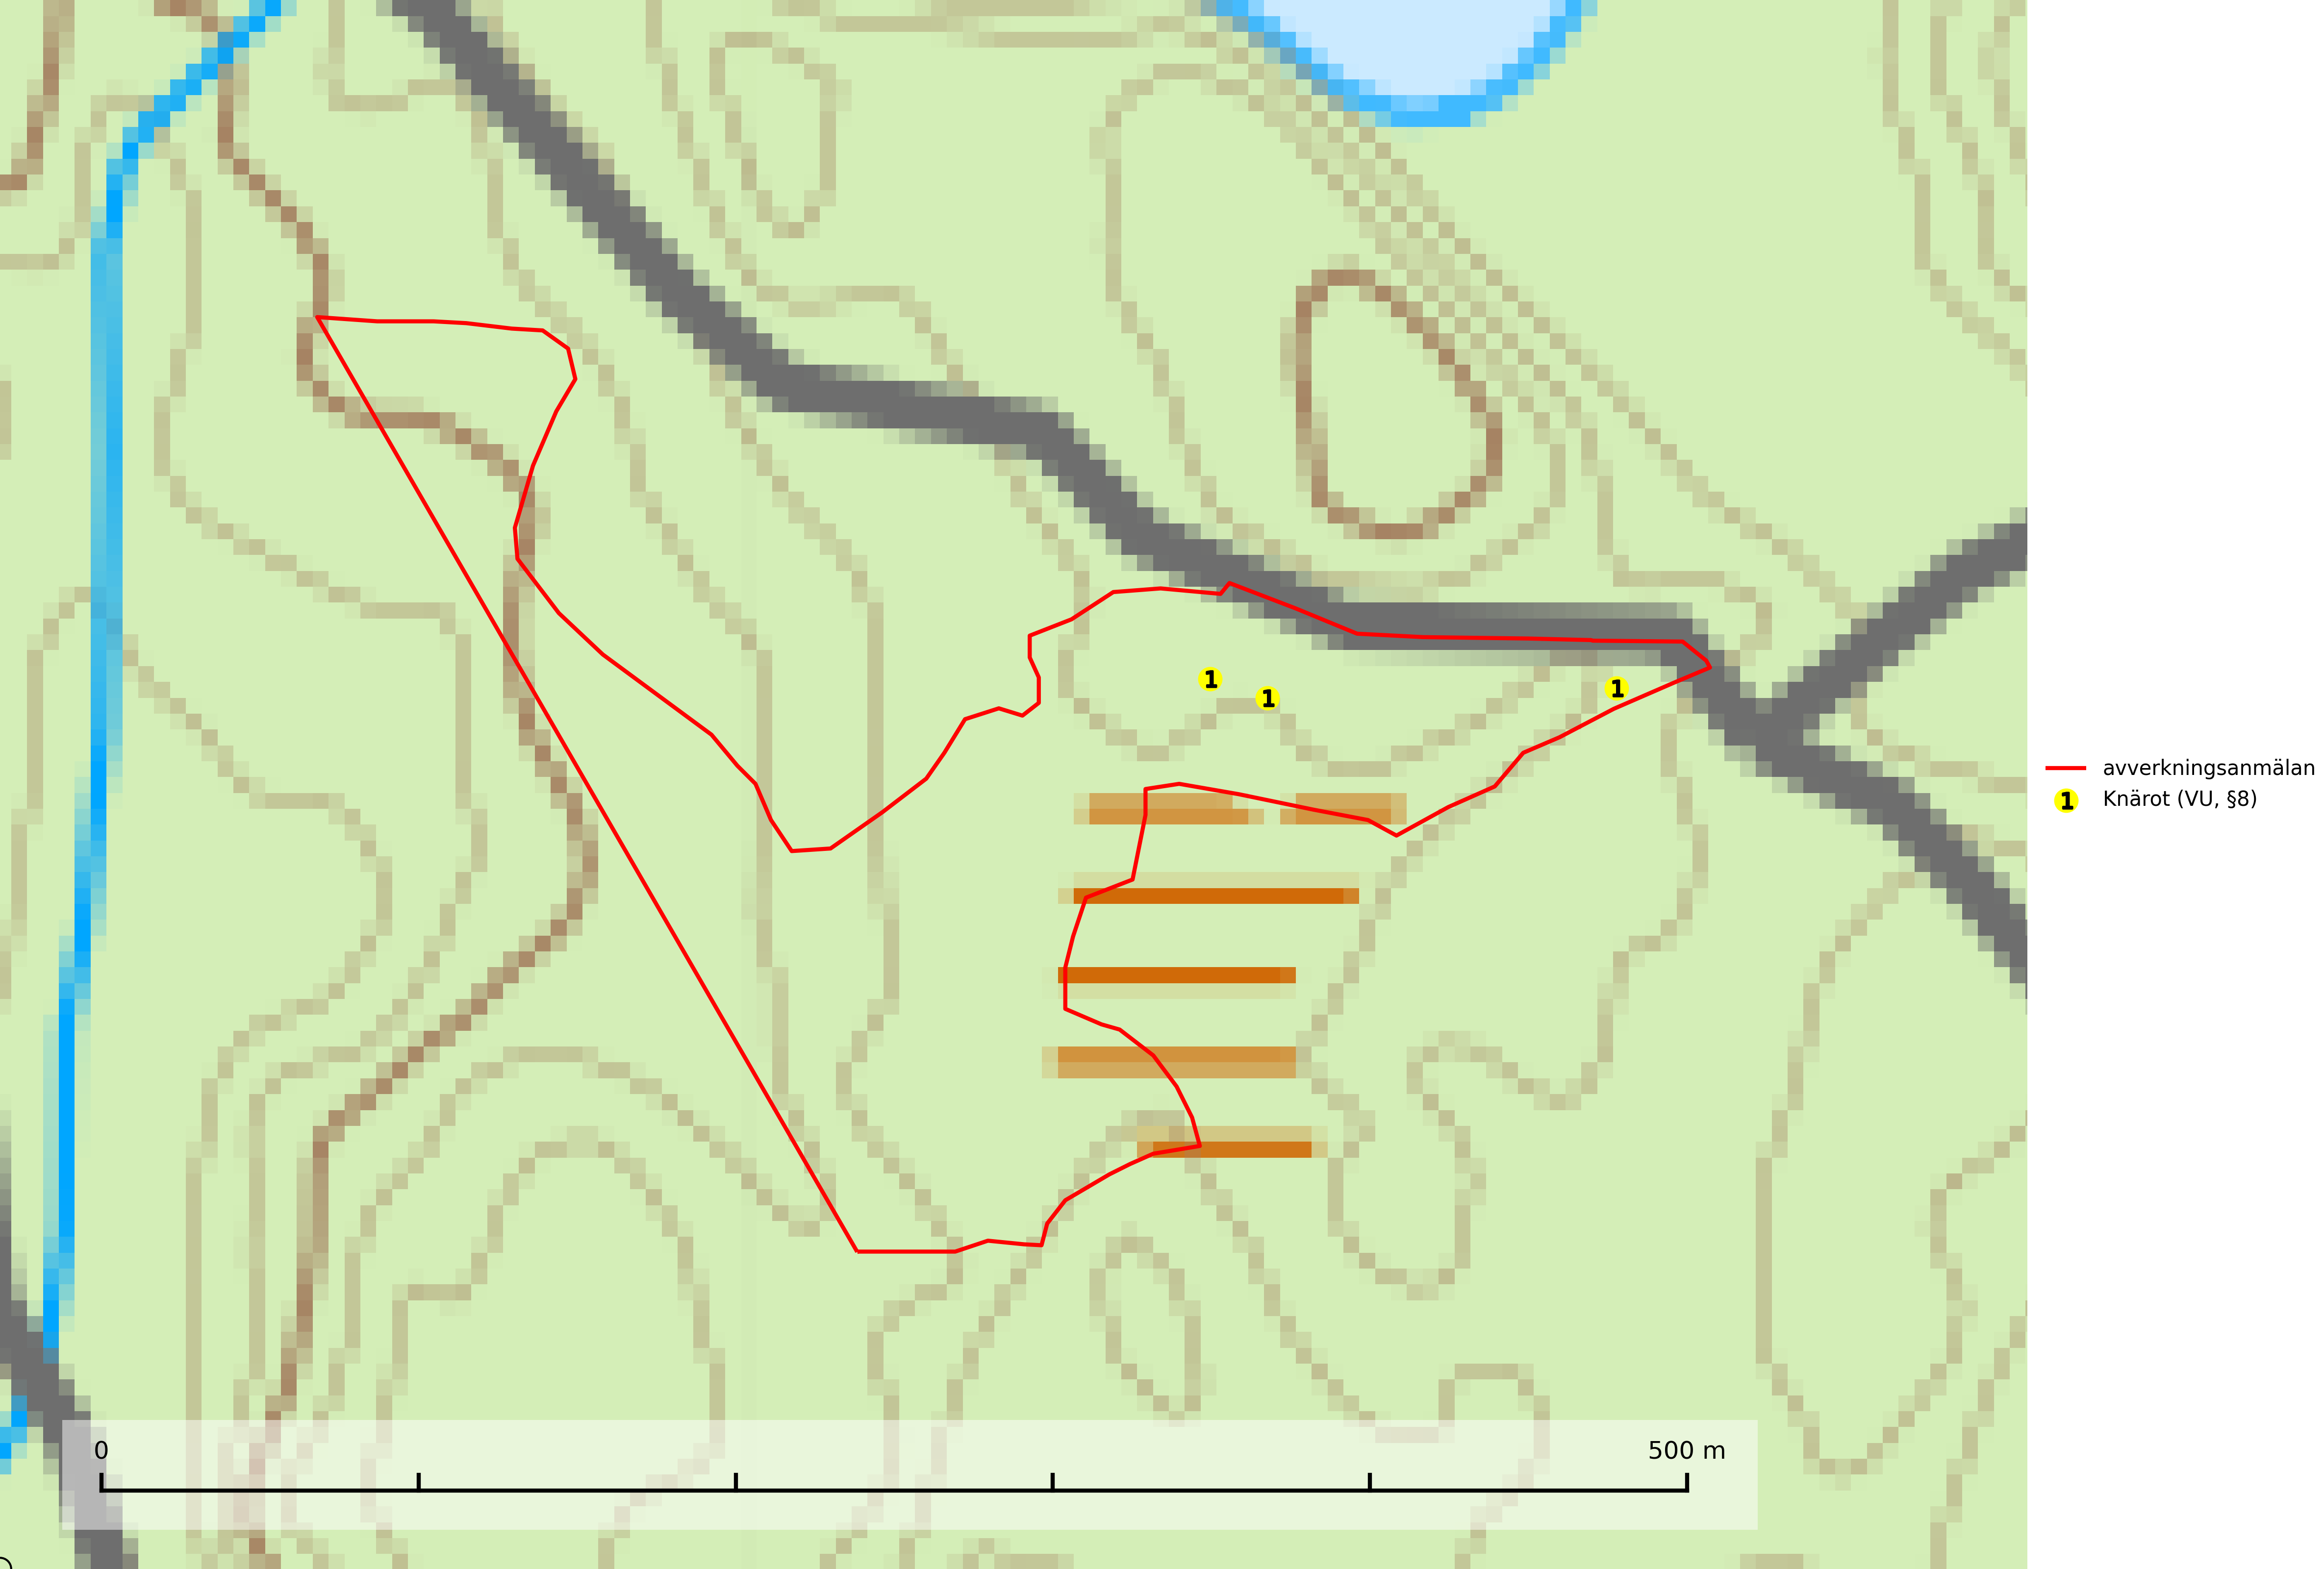 1
1
1
avverkningsanmälan
1 Knärot (VU, §8)
0 500 m